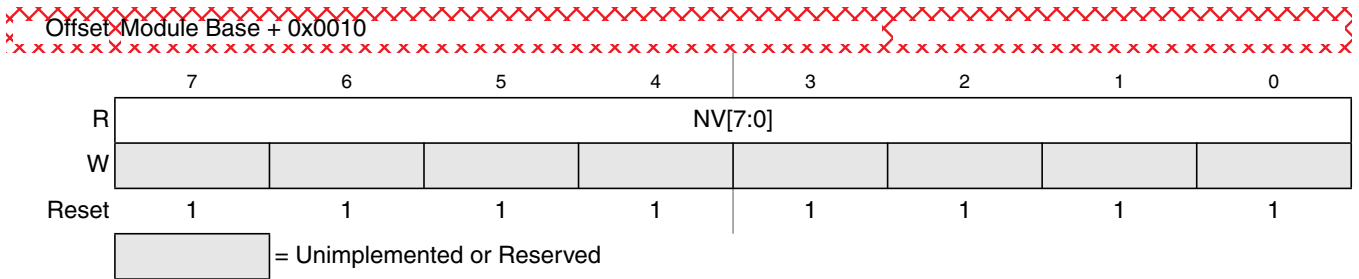 Offset Module Base + 0x0010
7 6 5 4 3 2 1 0
R NV[7:0]
W
Reset 1 1 1 1 1 1 1 1
= Unimplemented or Reserved